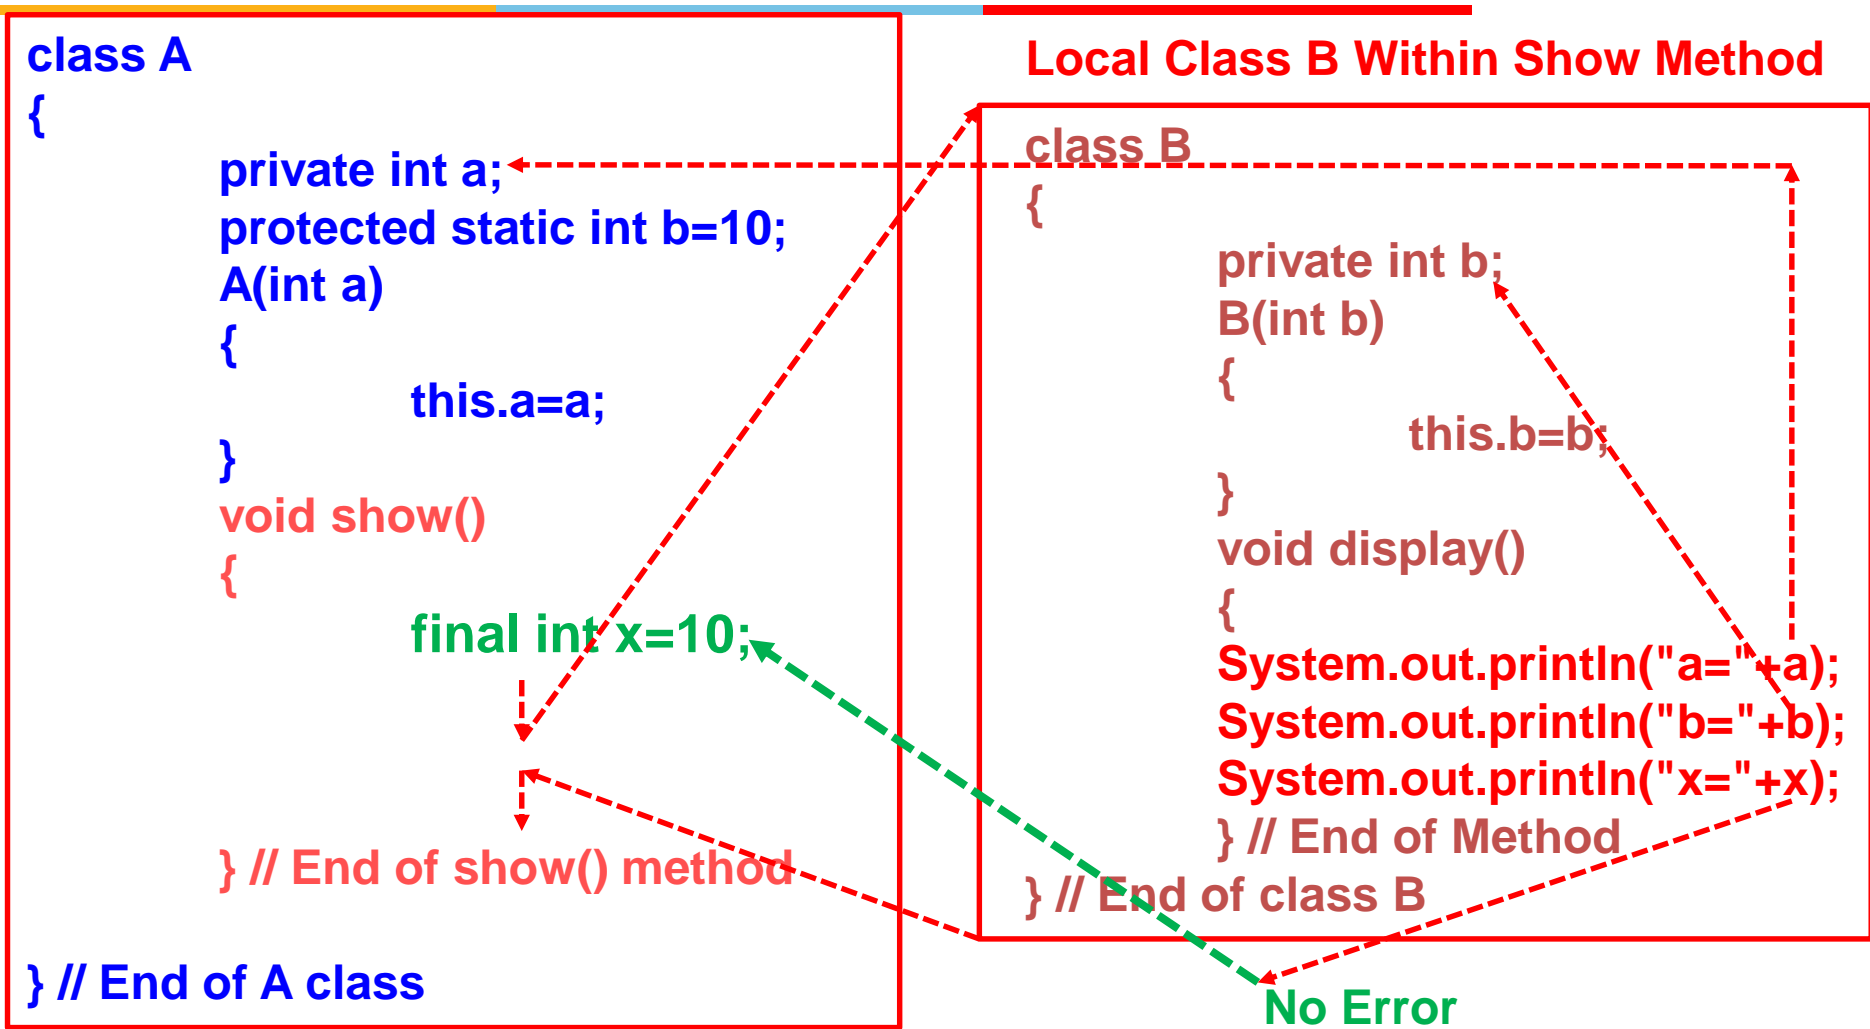 class A
{
private int a;
protected static int b=10;
A(int a)
{
this.a=a;
}
void show()
{
final int x=10;
} // End of show() method
} // End of A class
Local Class B Within Show Method
class B
{
private int b;
B(int b)
{
this.b=b;
}
void display()
{
System.out.println("a="+a);
System.out.println("b="+b);
System.out.println("x="+x);
} // End of Method
} // End of class B
No Error